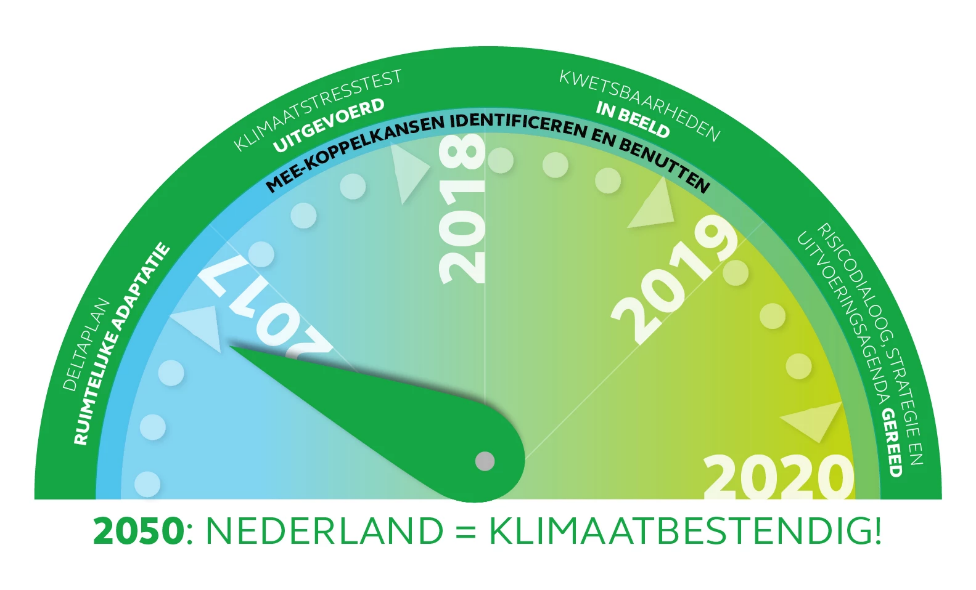 DELTAPLAN
RUIMTELIJKE ADAPTATIE
KLIMAATSTRESSTEST
UITGEVOERD
KWETSBAARHEDEN
IN BEELD
RISICODIALOOG, STRATEGIE EN
UITVOERINGSAGENDA GEREED
MEE-KOPPELKANSEN IDENTIFICEREN EN BENUTTEN
2017
2018
2019
2020
2050: NEDERLAND = KLIMAATBESTENDIG!